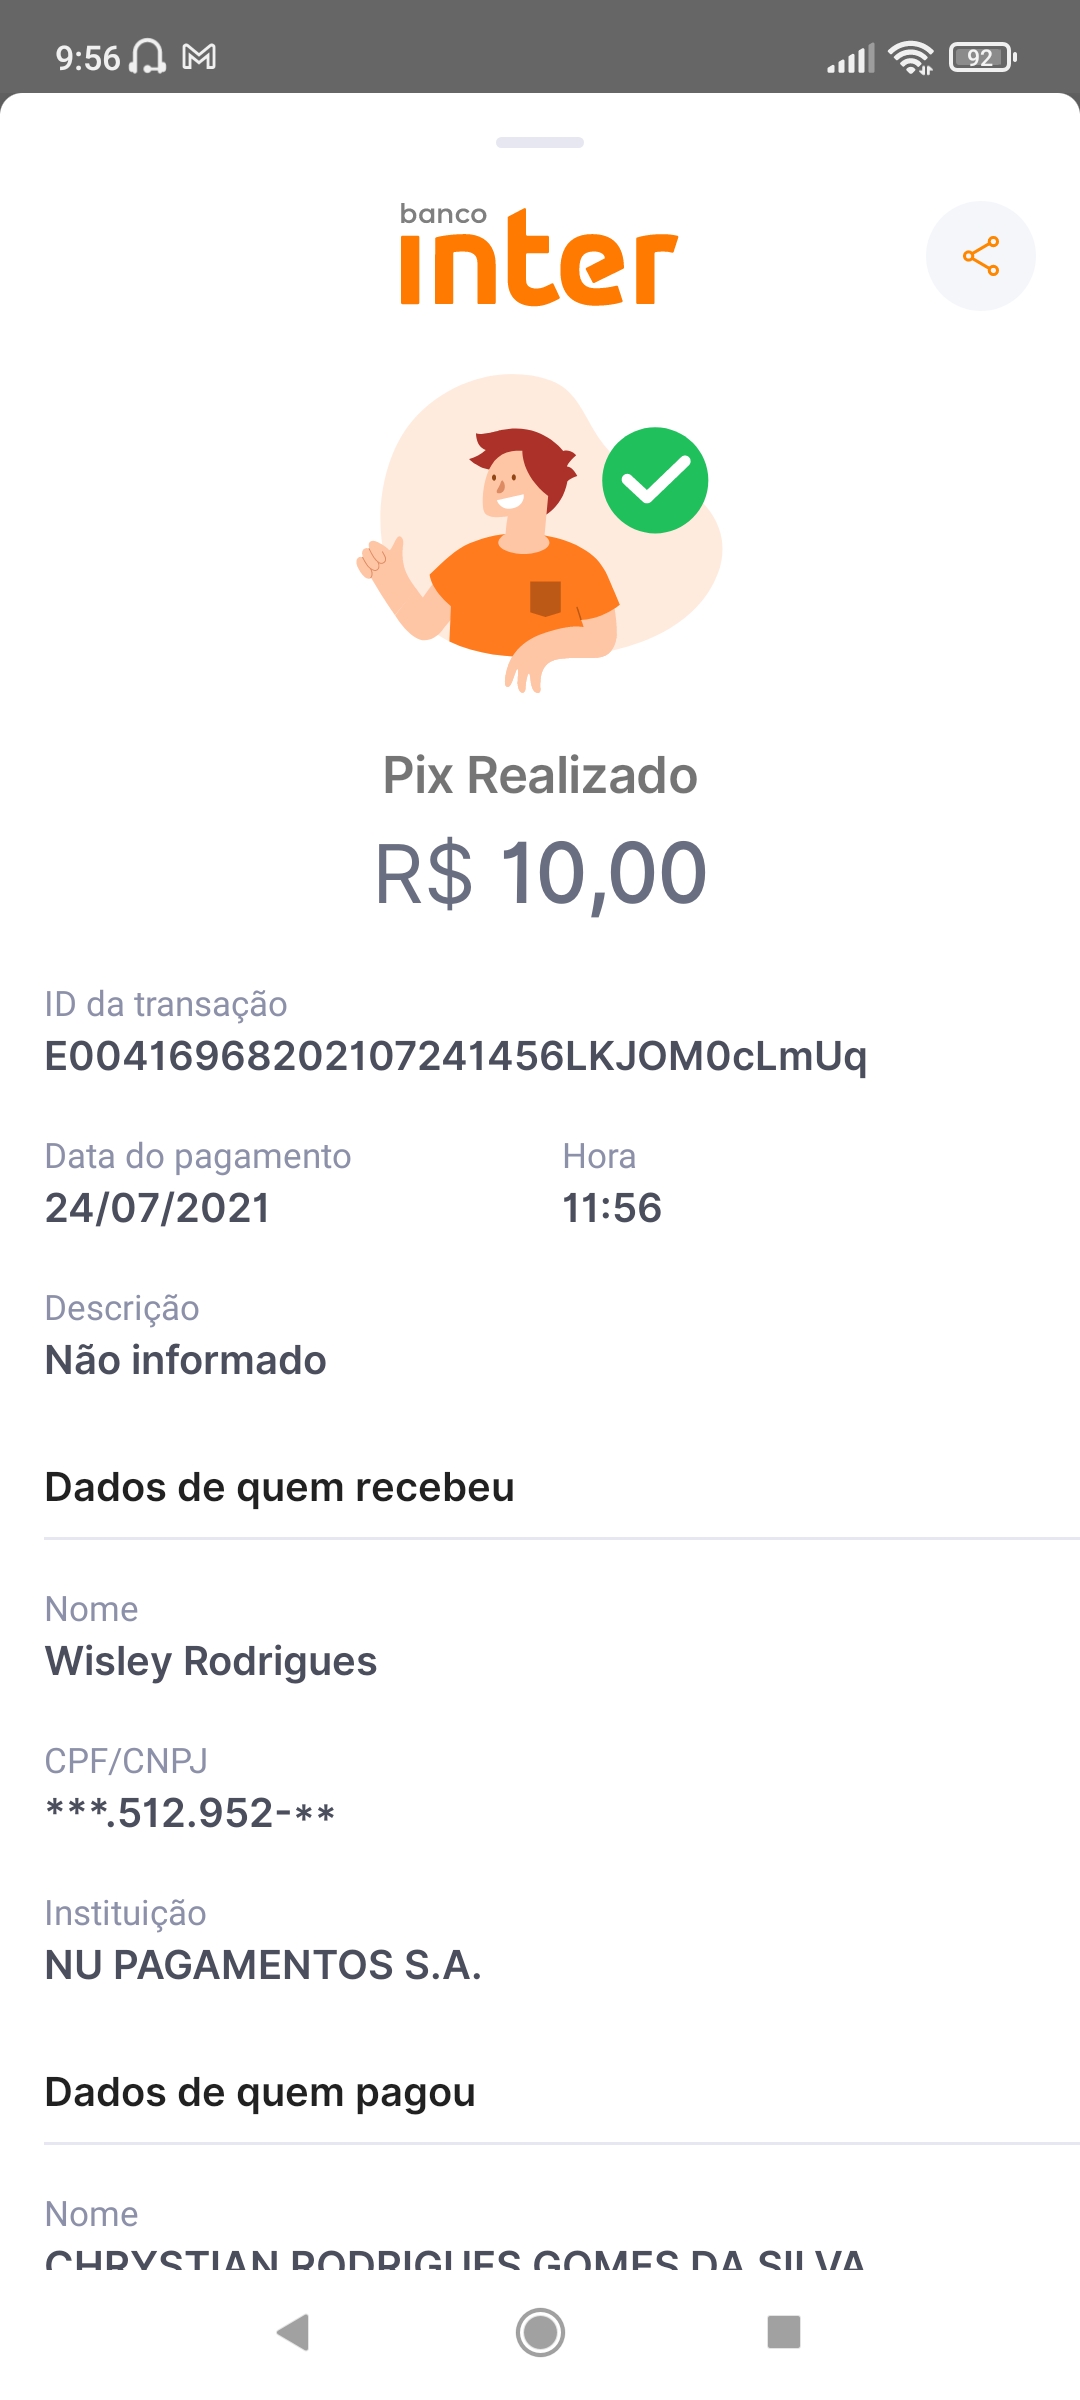 9:56
92
banco
inter
Pix Realizado
R$ 10,00
ID da transação
E00416968202107241456LKJOM0cLmUq
Data do pagamento
24/07/2021
Hora
11:56
Descrição
Não informado
Dados de quem recebeu
Nome
Wisley Rodrigues
CPF/CNPJ
***.512.952-**
Instituição
NU PAGAMENTOS S.A.
Dados de quem pagou
Nome
CHRYSTIAN RODRIGUES GOMES DA SILVA